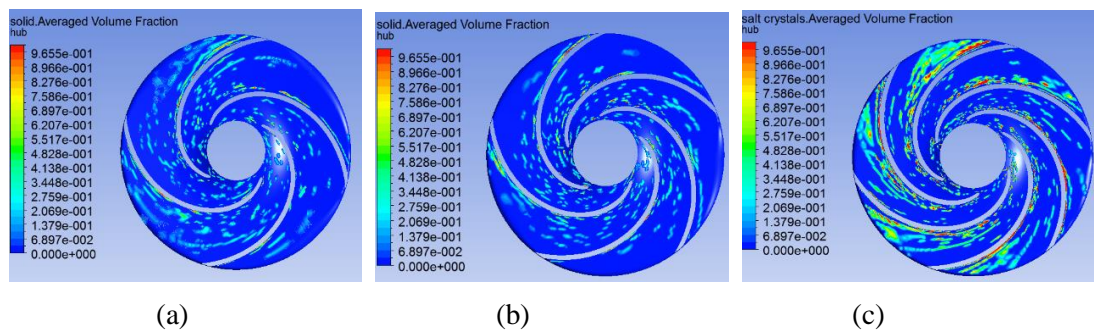 solid.Averaged Volume Fraction
hub
9.655e-001
8.966e-001
8.276e-001
7.586e-001
6.897e-001
6.207e-001
5.517e-001
4.828e-001
4.138e-001
3.448e-001
2.759e-001
2.069e-001
1.379e-001
6.897e-002
0.000e+000
(a)
solid.Averaged Volume Fraction
hub
9.655e-001
8.966e-001
8.276e-001
7.586e-001
6.897e-001
6.207e-001
5.517e-001
4.828e-001
4.138e-001
3.448e-001
2.759e-001
2.069e-001
1.379e-001
6.897e-002
0.000e+000
(b)
salt crystals.Averaged Volume Fraction
hub
9.655e-001
8.966e-001
8.276e-001
7.586e-001
6.897e-001
6.207e-001
5.517e-001
4.828e-001
4.138e-001
3.448e-001
2.759e-001
2.069e-001
1.379e-001
6.897e-002
0.000e+000
(c)